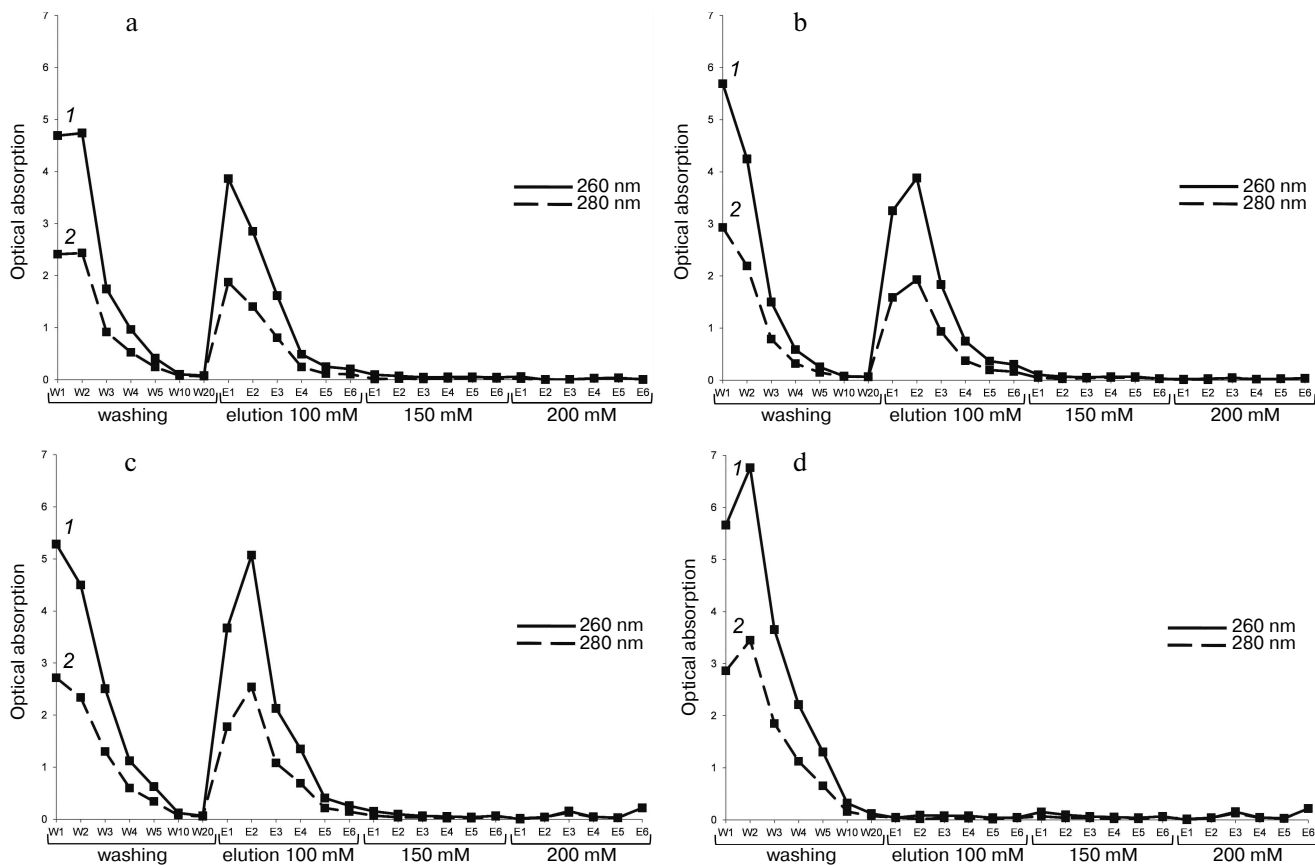 a
7
6
5
4
3
2
1
0
Optical absorption
1
2
260 nm
280 nm
W1 W2 W3 W4 W5 W10 W20 E1 E2 E3 E4 E5 E6 E1 E2 E3 E4 E5 E6 E1 E2 E3 E4 E5 E6
washing elution 100 mM 150 mM 200 mM
b
7
6
5
4
3
2
1
0
Optical absorption
1
2
260 nm
280 nm
W1 W2 W3 W4 W5 W10 W20 E1 E2 E3 E4 E5 E6 E1 E2 E3 E4 E5 E6 E1 E2 E3 E4 E5 E6
washing elution 100 mM 150 mM 200 mM
c
7
6
5
4
3
2
1
0
Optical absorption
1
2
260 nm
280 nm
W1 W2 W3 W4 W5 W10 W20 E1 E2 E3 E4 E5 E6 E1 E2 E3 E4 E5 E6 E1 E2 E3 E4 E5 E6
washing elution 100 mM 150 mM 200 mM
d
7
6
5
4
3
2
1
0
Optical absorption
1
2
260 nm
280 nm
W1 W2 W3 W4 W5 W10 W20 E1 E2 E3 E4 E5 E6 E1 E2 E3 E4 E5 E6 E1 E2 E3 E4 E5 E6
washing elution 100 mM 150 mM 200 mM